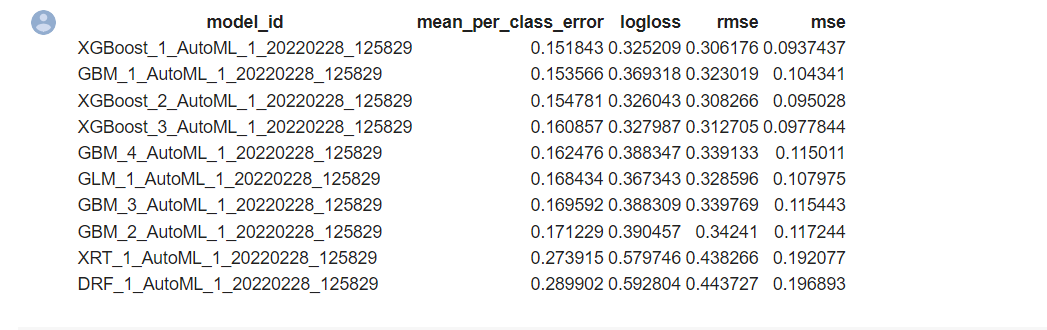 model_id mean_per_class_error logloss rmse mse
XGBoost_1_AutoML_1_20220228_125829 0.151843 0.325209 0.306176 0.0937437
GBM_1_AutoML_1_20220228_125829 0.153566 0.369318 0.323019 0.104341
XGBoost_2_AutoML_1_20220228_125829 0.154781 0.326043 0.308266 0.095028
XGBoost_3_AutoML_1_20220228_125829 0.160857 0.327987 0.312705 0.0977844
GBM_4_AutoML_1_20220228_125829 0.162476 0.388347 0.339133 0.115011
GLM_1_AutoML_1_20220228_125829 0.168434 0.367343 0.328596 0.107975
GBM_3_AutoML_1_20220228_125829 0.169592 0.388309 0.339769 0.115443
GBM_2_AutoML_1_20220228_125829 0.171229 0.390457 0.34241 0.117244
XRT_1_AutoML_1_20220228_125829 0.273915 0.579746 0.438266 0.192077
DRF_1_AutoML_1_20220228_125829 0.289902 0.592804 0.443727 0.196893